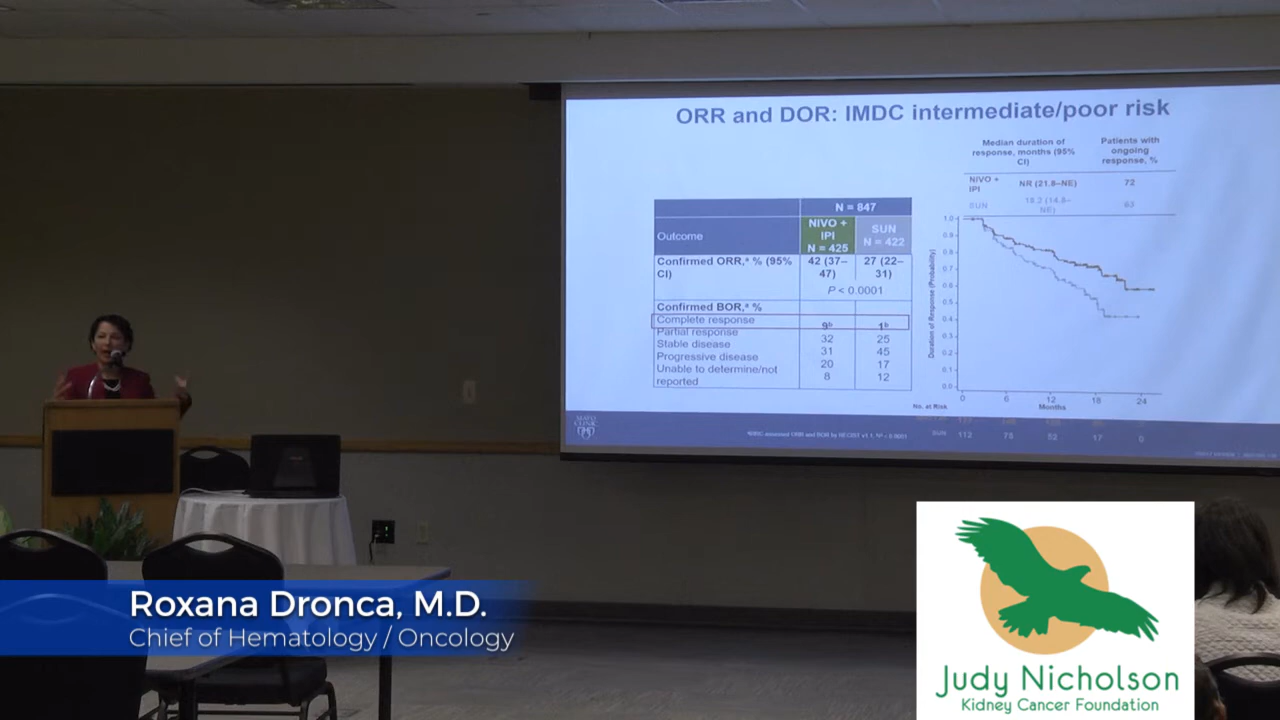 ORR and DOR: IMDC intermediate/poor risk
Median duration of
response, months (95%
CI)
Patients with
ongoing
response, %
NIVO +
IPI
NR (21.8–NE)
72
SUN
18.2 (14.8–
NE)
63
N = 847
Outcome
NIVO +
IPI
N = 425
SUN
N = 422
Confirmed ORR,ᵃ % (95%
CI)
42 (37–
47)
27 (22–
31)
P < 0.0001
Confirmed BOR,ᵃ %
Complete response
9ᵇ
1ᵇ
Partial response
32
25
Stable disease
31
45
Progressive disease
20
17
Unable to determine/not
reported
8
12
Duration of Response (Probability)
1.0
0.9
0.8
0.7
0.6
0.5
0.4
0.3
0.2
0.1
0.0
0
6
12
18
24
Months
No. at Risk
SUN
112
75
52
17
0
MAYO
CLINIC
Roxana Dronca, M.D.
Chief of Hematology / Oncology
Judy Nicholson
Kidney Cancer Foundation